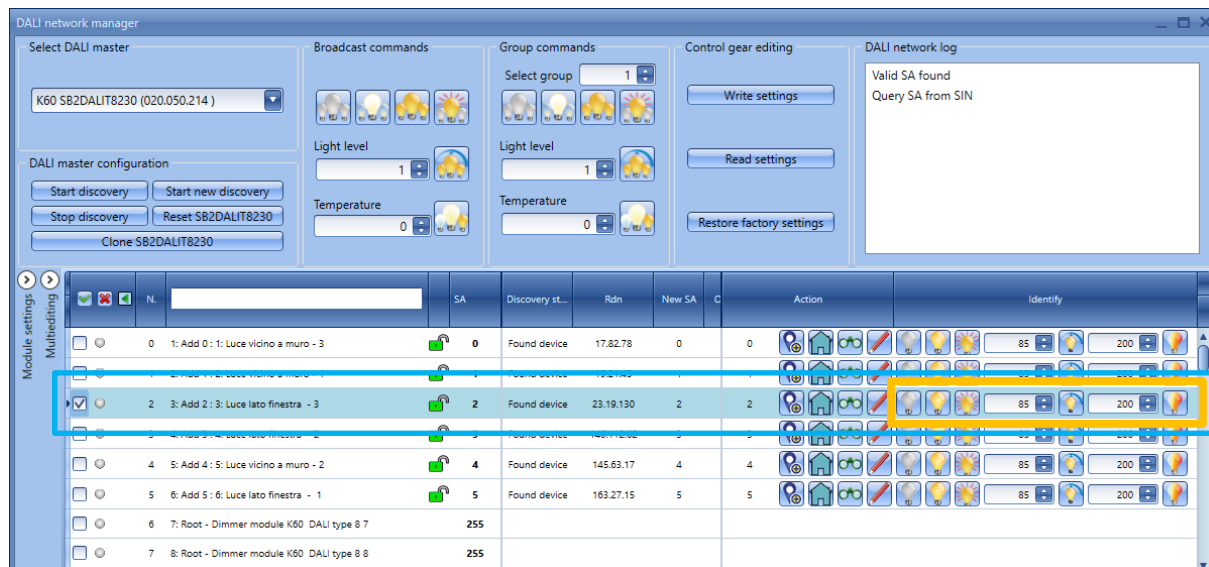 DALI network manager
Select DALI master
K60 SB2DALIT8230 (020.050.214 )
DALI master configuration
Start discovery
Start new discovery
Stop discovery
Reset SB2DALIT8230
Clone SB2DALIT8230
Broadcast commands
Light level
1
Temperature
0
Group commands
Select group
1
Light level
1
Temperature
0
Control gear editing
Write settings
Read settings
Restore factory settings
DALI network log
Valid SA found
Query SA from SIN
Module settings
Multiediting
N. SA Discovery st... Rdn New SA C Action Identify
0 1: Add 0 : 1: Luce vicino a muro - 3 0 Found device 17.82.78 0 0 85 200
2 3: Add 2 : 3: Luce lato finestra - 3 2 Found device 23.19.130 2 2 85 200
4 5: Add 4 : 5: Luce vicino a muro - 2 4 Found device 145.63.17 4 4 85 200
5 6: Add 5 : 6: Luce lato finestra - 1 5 Found device 163.27.15 5 5 85 200
6 7: Root - Dimmer module K60 DALI type 8 7 255
7 8: Root - Dimmer module K60 DALI type 8 8 255